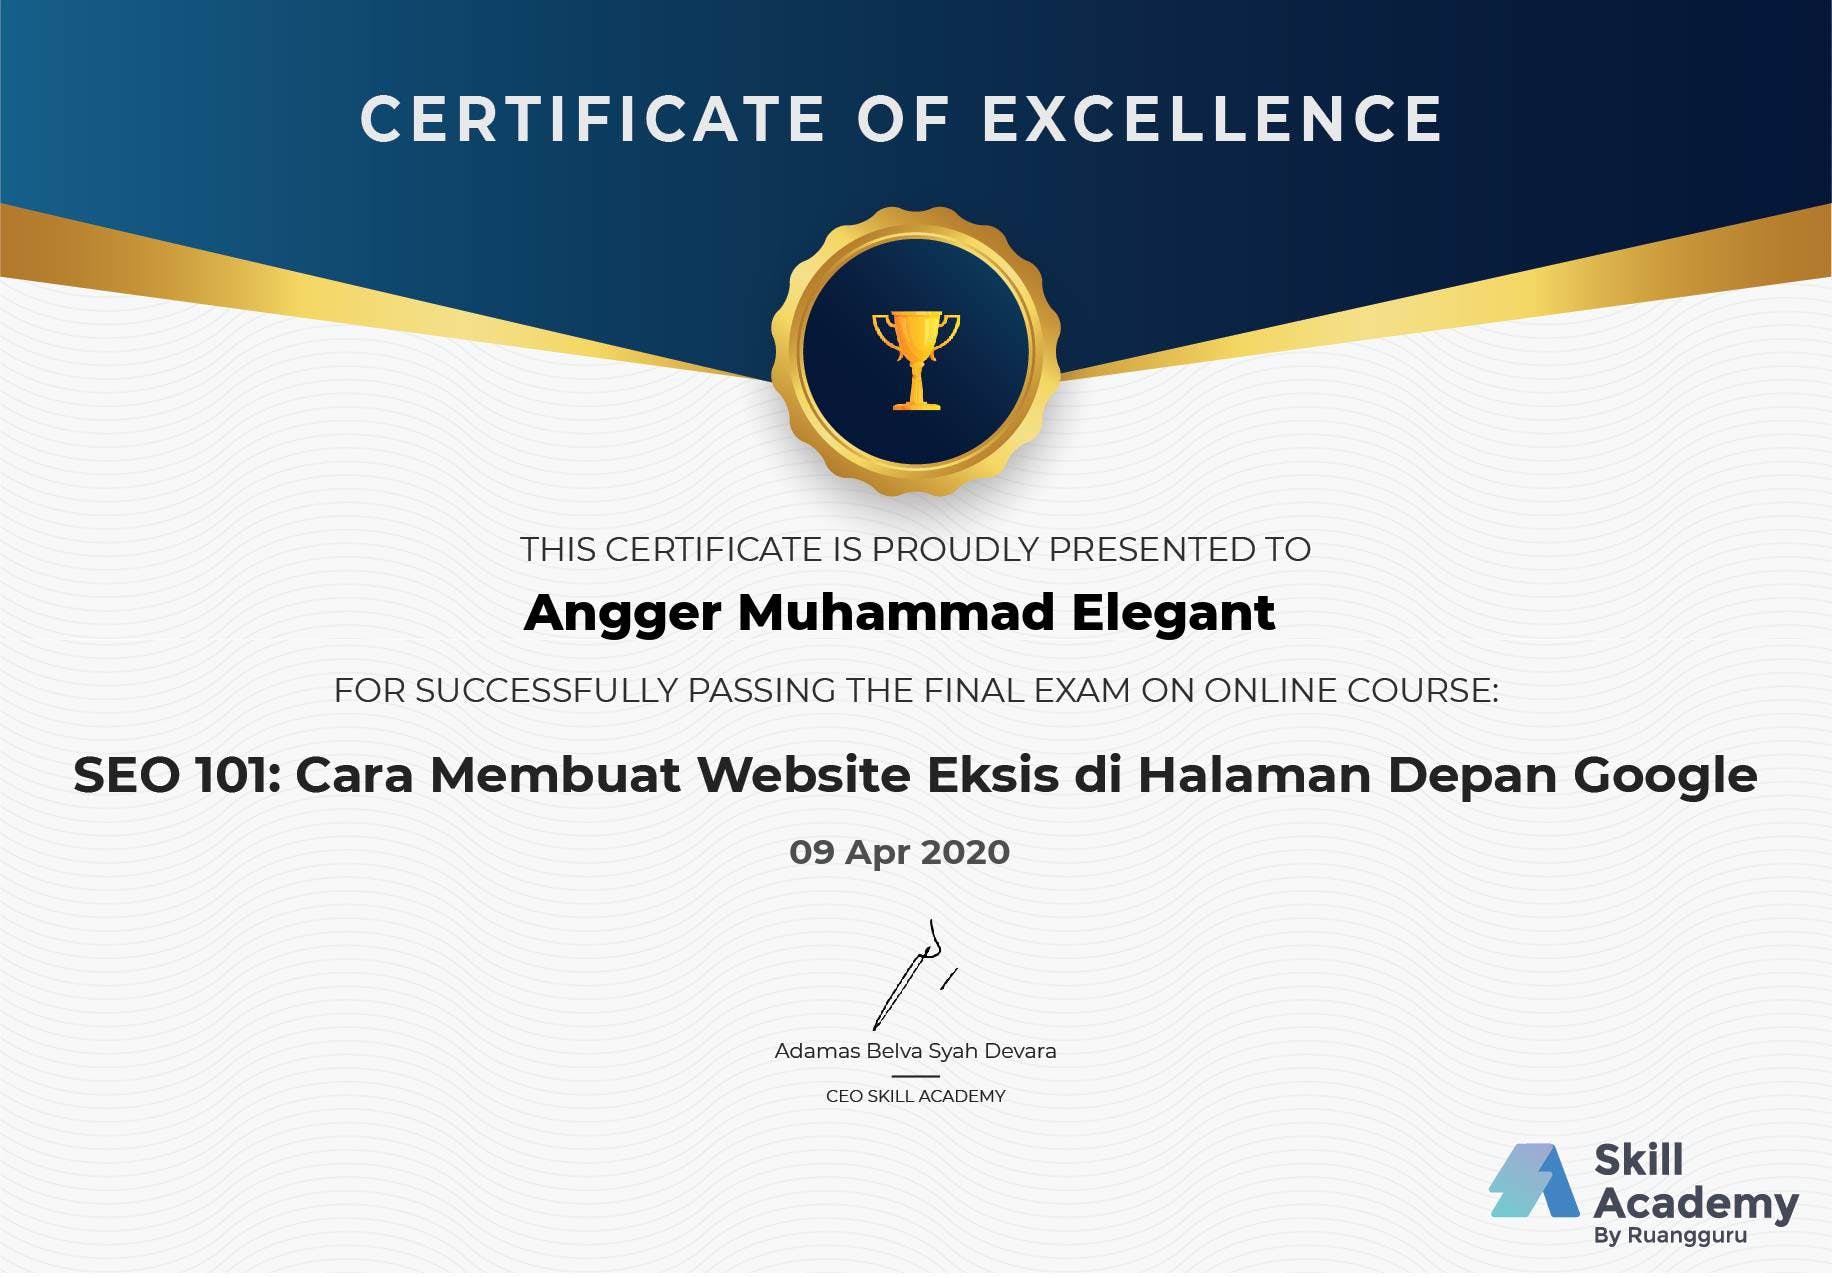 CERTIFICATE OF EXCELLENCE
THIS CERTIFICATE IS PROUDLY PRESENTED TO
Angger Muhammad Elegant
FOR SUCCESSFULLY PASSING THE FINAL EXAM ON ONLINE COURSE:
SEO 101: Cara Membuat Website Eksis di Halaman Depan Google
09 Apr 2020
Adamas Belva Syah Devara
CEO SKILL ACADEMY
Skill
Academy
By Ruangguru